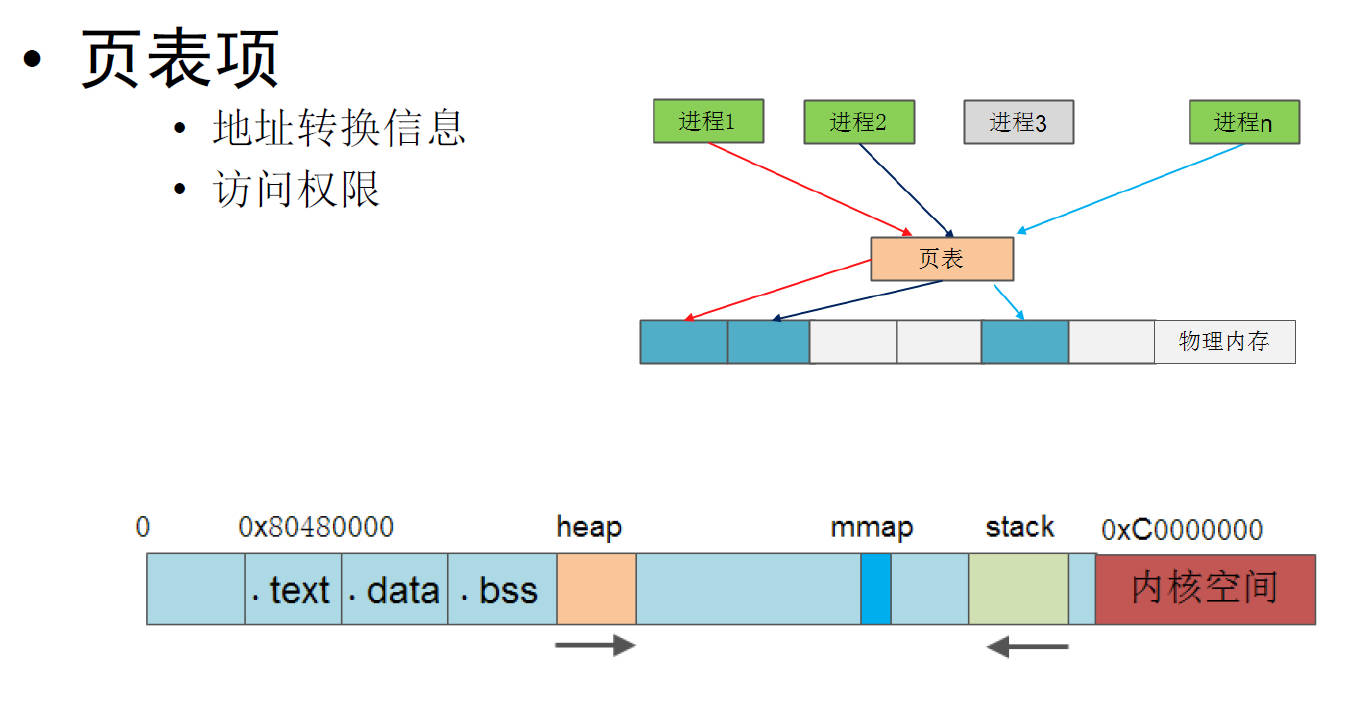 • 页表项
• 地址转换信息
• 访问权限
进程1 进程2 进程3 进程n
页表
物理内存
0 0x80480000 heap mmap stack 0xC0000000
.text .data .bss 内核空间